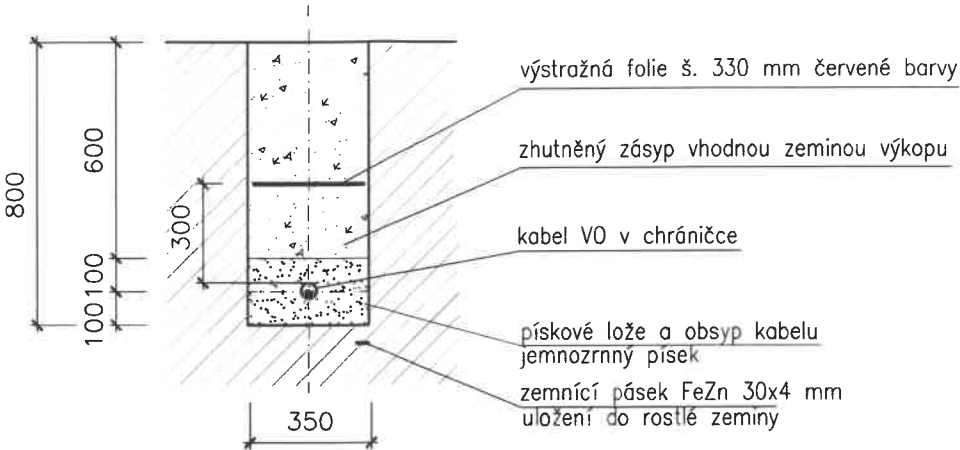 výstražná folie š. 330 mm červené barvy
zhutněný zásyp vhodnou zeminou výkopu
kabel VO v chráničce
pískové lože a obsyp kabelu
jemnozrnný písek
zemnící pásek FeZn 30x4 mm
uložení do rostlé zeminy
800
600
300
100
100
350